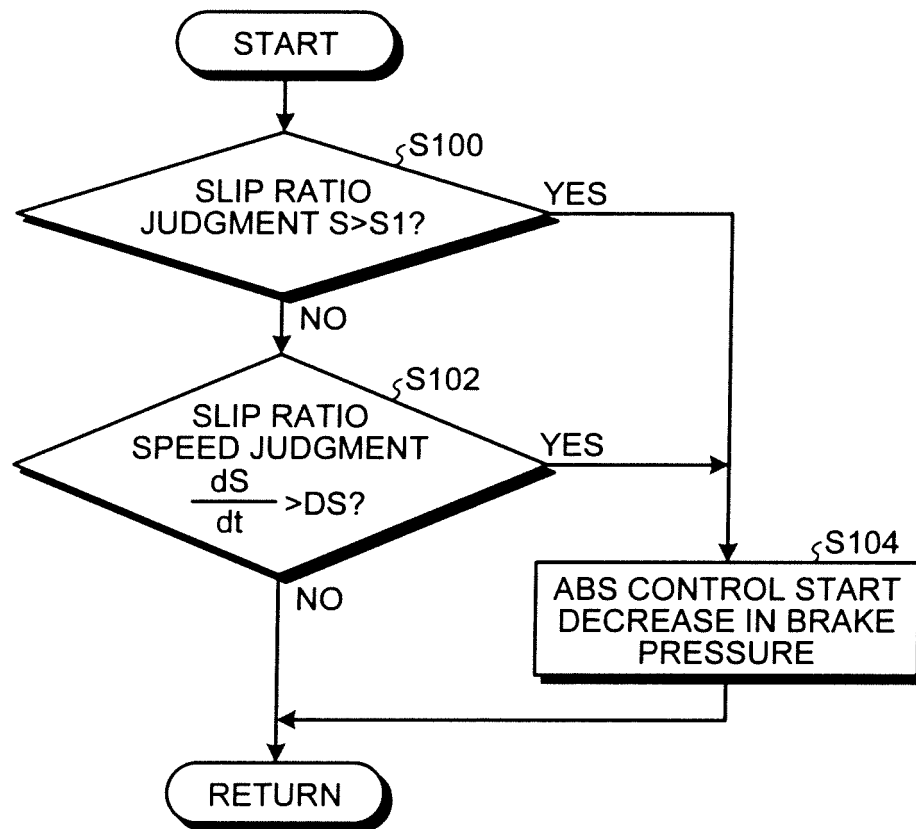 START
S100
SLIP RATIO
JUDGMENT S>S1?
YES
NO
S102
SLIP RATIO
SPEED JUDGMENT
dS
dt
>DS?
YES
NO
S104
ABS CONTROL START
DECREASE IN BRAKE
PRESSURE
RETURN